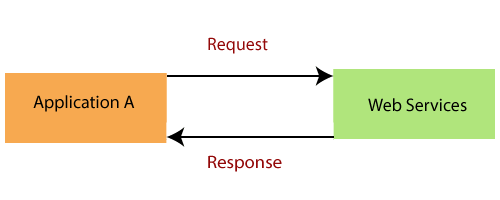 Request
Application A
Web Services
Response